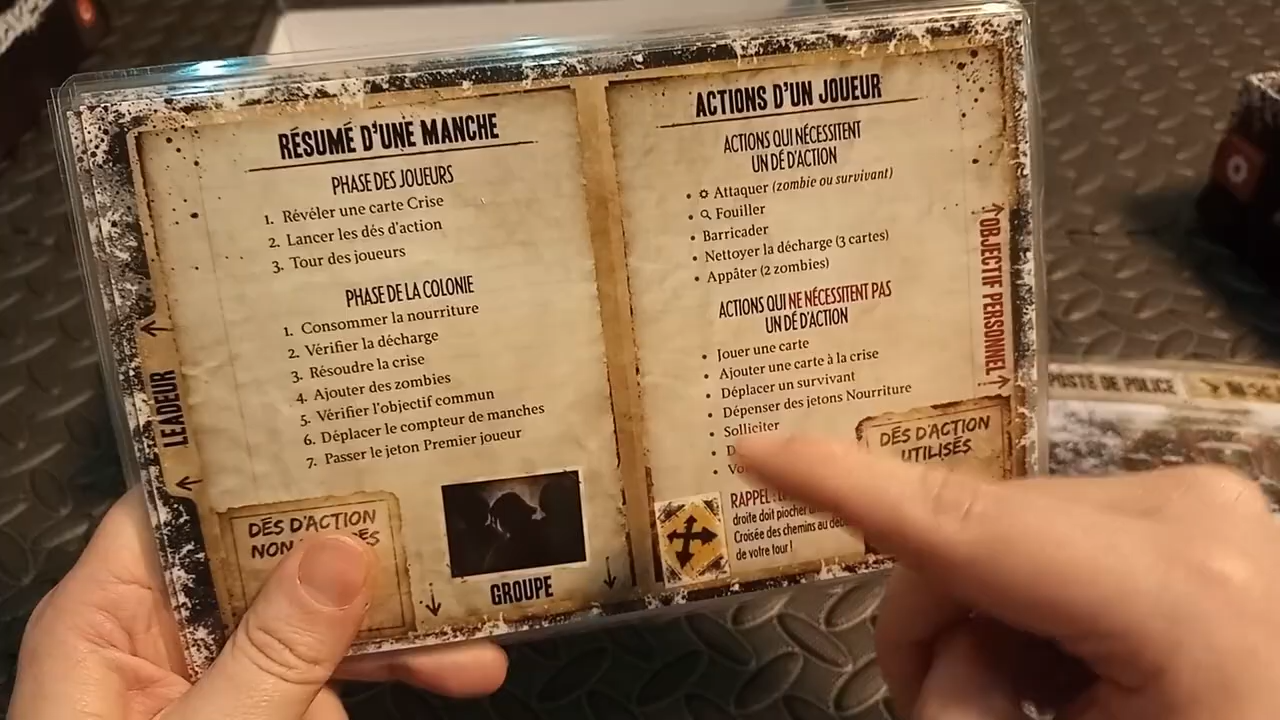 RÉSUMÉ D'UNE MANCHE
PHASE DES JOUEURS
1. Révéler une carte Crise
2. Lancer les dés d'action
3. Tour des joueurs
PHASE DE LA COLONIE
1. Consommer la nourriture
2. Vérifier la décharge
3. Résoudre la crise
4. Ajouter des zombies
5. Vérifier l'objectif commun
6. Déplacer le compteur de manches
7. Passer le jeton Premier joueur
LEADEUR
DÉS D'ACTION
GROUPE
ACTIONS D'UN JOUEUR
ACTIONS QUI NÉCESSITENT
UN DÉ D'ACTION
• Attaquer (zombie ou survivant)
• Fouiller
• Barricader
• Nettoyer la décharge (3 cartes)
• Appâter (2 zombies)
ACTIONS QUI NE NÉCESSITENT PAS
UN DÉ D'ACTION
• Jouer une carte
• Ajouter une carte à la crise
• Déplacer un survivant
• Dépenser des jetons Nourriture
• Solliciter
RAPPEL :
droite doit piocher
Croisée des chemins au
de votre tour !
DÉS D'ACTION
UTILISÉS
OBJECTIF PERSONNEL
POSTE DE POLICE